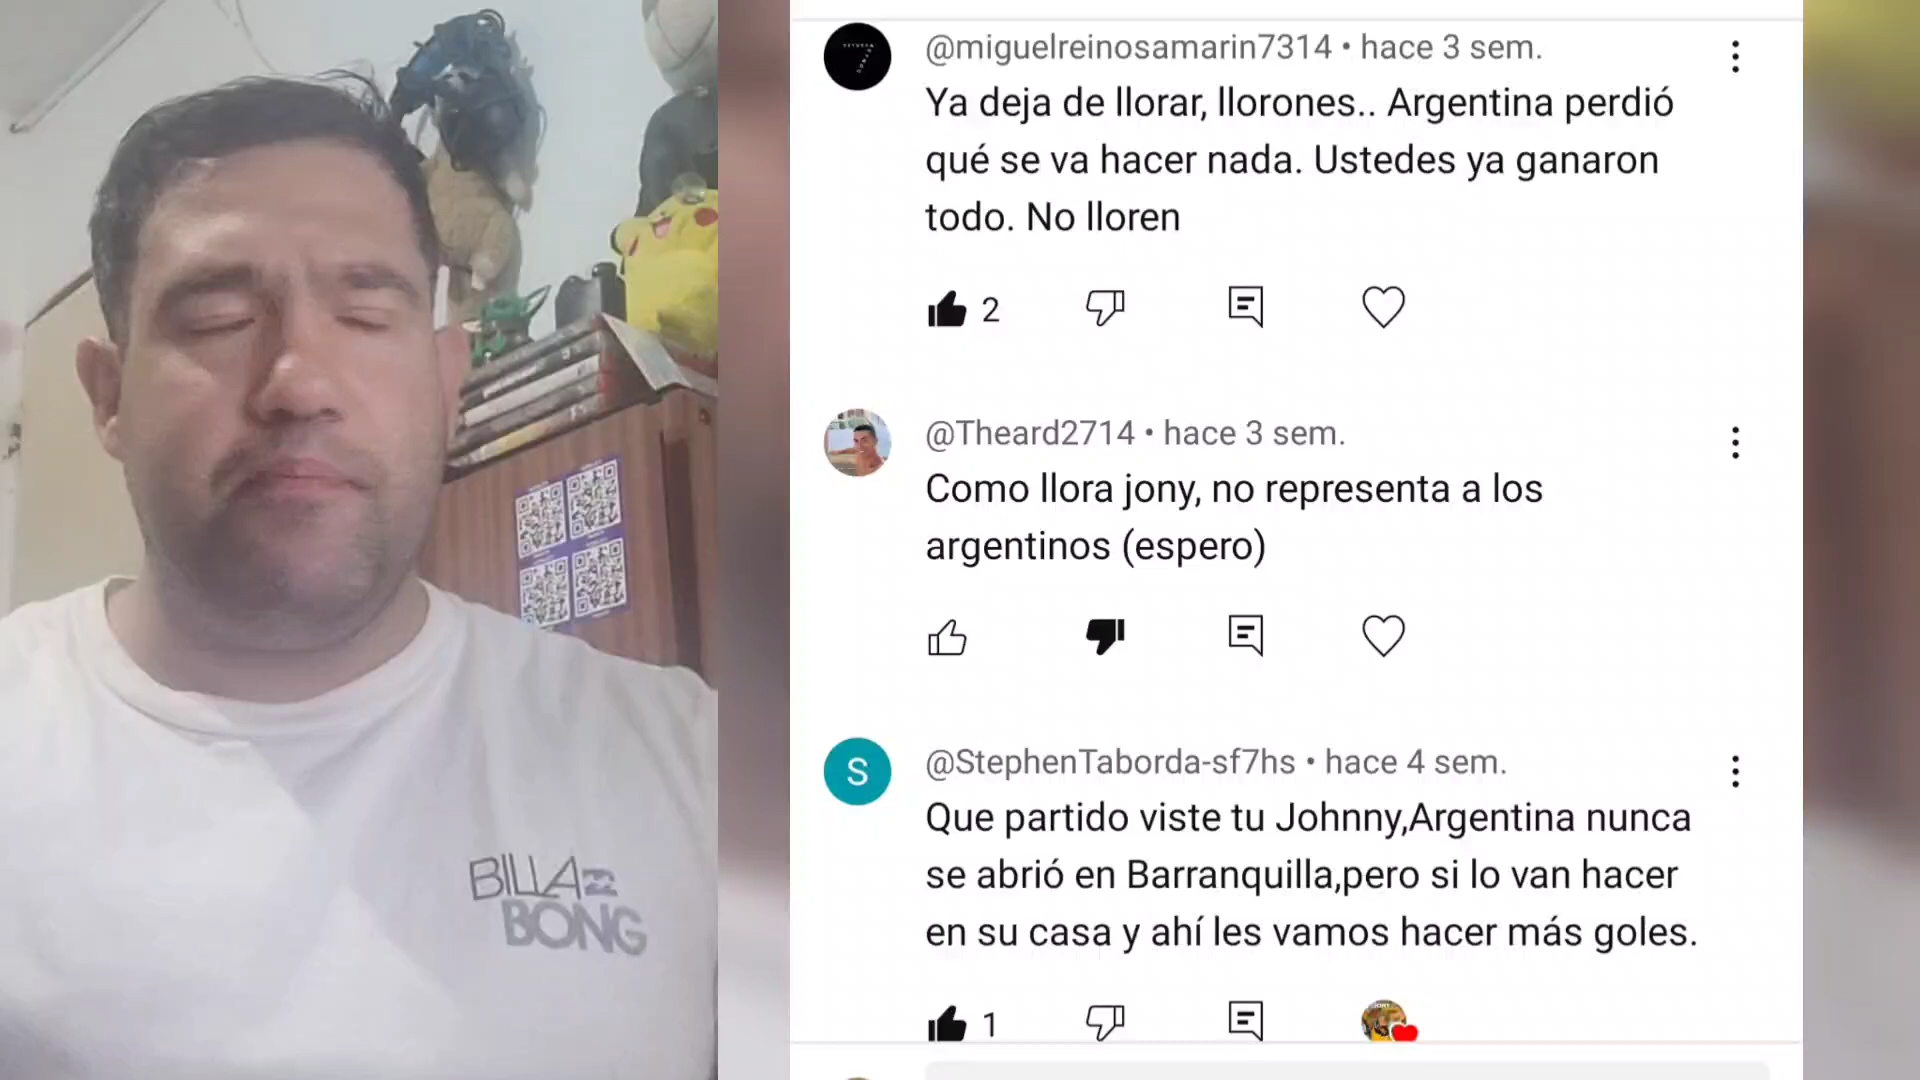 BILLA
BONG
@miguelreinosamarin7314 • hace 3 sem.
Ya deja de llorar, llorones.. Argentina perdió
qué se va hacer nada. Ustedes ya ganaron
todo. No lloren
2
@Theard2714 • hace 3 sem.
Como llora jony, no representa a los
argentinos (espero)
S
@StephenTaborda-sf7hs • hace 4 sem.
Que partido viste tu Johnny,Argentina nunca
se abrió en Barranquilla,pero si lo van hacer
en su casa y ahí les vamos hacer más goles.
1